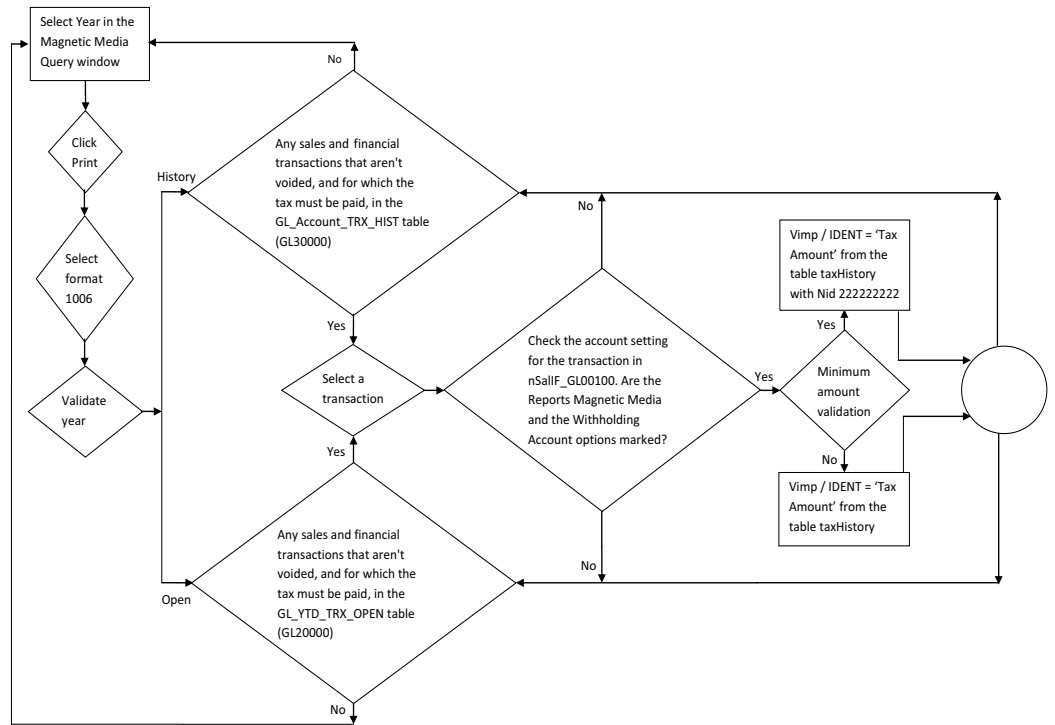 Select Year in the
Magnetic Media
Query window
No
Click
Print
Any sales and financial
transactions that aren't
voided, and for which the
tax must be paid, in the
GL_Account_TRX_HIST table
(GL30000)
History
No
Select
format
1006
Vimp / IDENT = ‘Tax
Amount’ from the
table taxHistory
with Nid 222222222
Yes
Yes
Select a
transaction
Check the account setting
for the transaction in
nSalIF_GL00100. Are the
Reports Magnetic Media
and the Withholding
Account options marked?
Yes
Minimum
amount
validation
Validate
year
Yes
No
Vimp / IDENT = ‘Tax
Amount’ from the
table taxHistory
Any sales and financial
transactions that aren't
voided, and for which the
tax must be paid, in the
GL_YTD_TRX_OPEN table
(GL20000)
No
Open
No